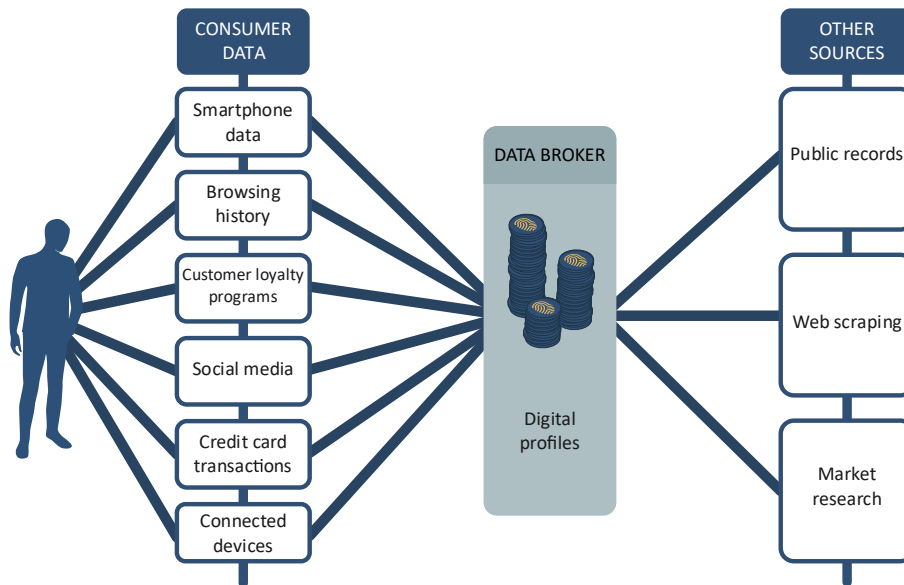 CONSUMER
DATA
Smartphone
data
Browsing
history
Customer loyalty
programs
Social media
Credit card
transactions
Connected
devices
DATA BROKER
Digital
profiles
OTHER
SOURCES
Public records
Web scraping
Market
research